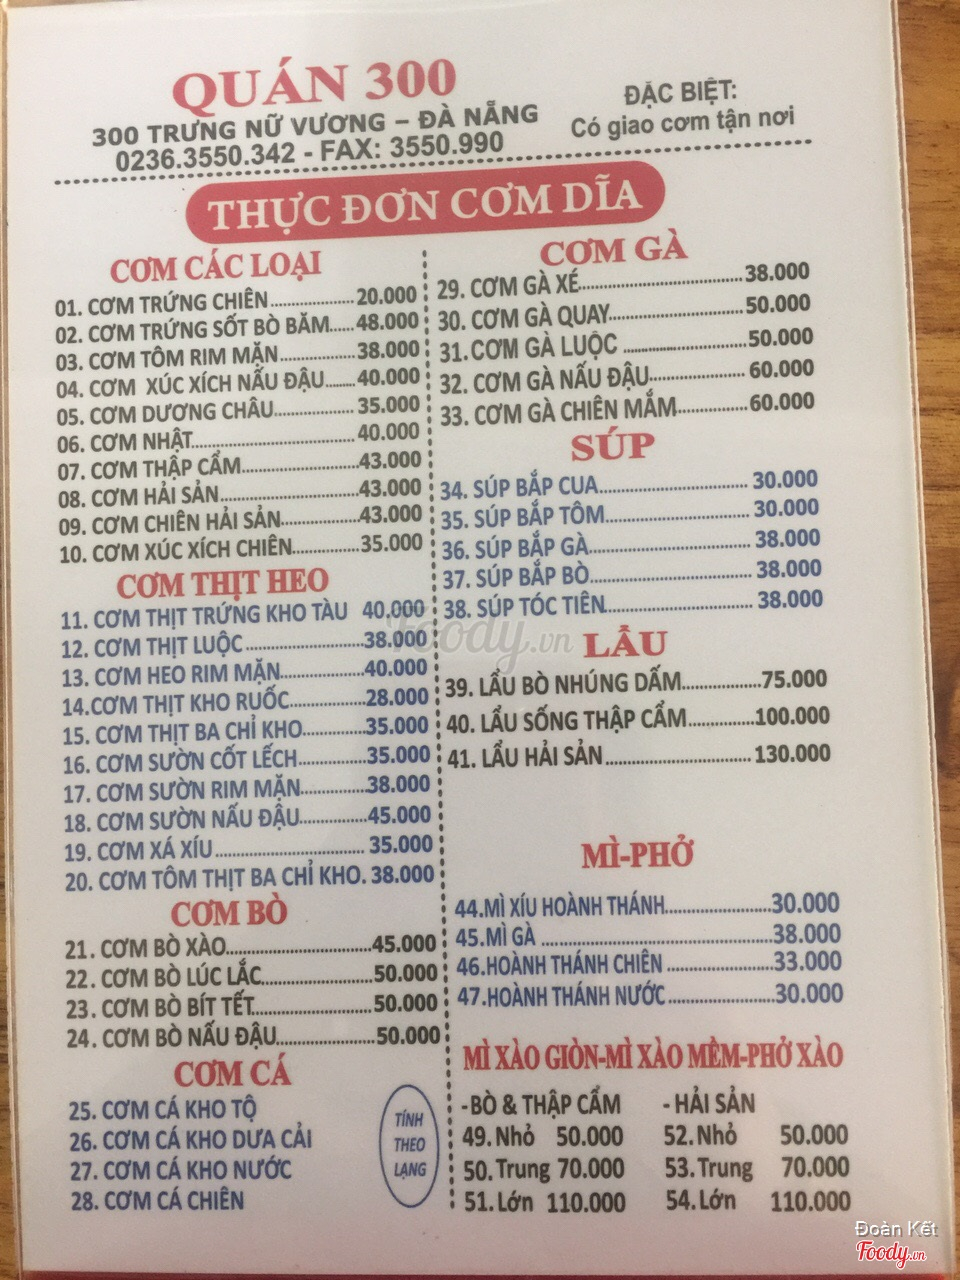 QUÁN 300
300 TRƯNG NỮ VƯƠNG – ĐÀ NẴNG
0236.3550.342 - FAX: 3550.990
ĐẶC BIỆT:
Có giao cơm tận nơi
THỰC ĐƠN CƠM DĨA
CƠM CÁC LOẠI
01. CƠM TRỨNG CHIÊN 20.000
02. CƠM TRỨNG SỐT BÒ BĂM 48.000
03. CƠM TÔM RIM MẶN 38.000
04. CƠM XÚC XÍCH NẤU ĐẬU 40.000
05. CƠM DƯƠNG CHÂU 35.000
06. CƠM NHẬT 40.000
07. CƠM THẬP CẨM 43.000
08. CƠM HẢI SẢN 43.000
09. CƠM CHIÊN HẢI SẢN 43.000
10. CƠM XÚC XÍCH CHIÊN 35.000
CƠM THỊT HEO
11. CƠM THỊT TRỨNG KHO TÀU 40.000
12. CƠM THỊT LUỘC 38.000
13. CƠM HEO RIM MẶN 40.000
14.CƠM THỊT KHO RUỐC 28.000
15. CƠM THỊT BA CHỈ KHO 35.000
16. CƠM SƯỜN CỐT LẾCH 35.000
17. CƠM SƯỜN RIM MẶN 38.000
18. CƠM SƯỜN NẤU ĐẬU 45.000
19. CƠM XÁ XÍU 35.000
20. CƠM TÔM THỊT BA CHỈ KHO. 38.000
CƠM BÒ
21. CƠM BÒ XÀO 45.000
22. CƠM BÒ LÚC LẮC 50.000
23. CƠM BÒ BÍT TẾT 50.000
24. CƠM BÒ NẤU ĐẬU 50.000
CƠM CÁ
25. CƠM CÁ KHO TỘ
26. CƠM CÁ KHO DƯA CẢI
27. CƠM CÁ KHO NƯỚC
28. CƠM CÁ CHIÊN
TÍNH
THEO
LẠNG
CƠM GÀ
29. CƠM GÀ XÉ 38.000
30. CƠM GÀ QUAY 50.000
31.CƠM GÀ LUỘC 50.000
32. CƠM GÀ NẤU ĐẬU 60.000
33. CƠM GÀ CHIÊN MẮM 60.000
SÚP
34. SÚP BẮP CUA 30.000
35. SÚP BẮP TÔM 30.000
36. SÚP BẮP GÀ 38.000
37. SÚP BẮP BÒ 38.000
38. SÚP TÓC TIÊN 38.000
LẨU
39. LẨU BÒ NHÚNG DẤM 75.000
40. LẨU SỐNG THẬP CẨM 100.000
41. LẨU HẢI SẢN 130.000
MÌ-PHỞ
44.MÌ XÍU HOÀNH THÁNH 30.000
45.MÌ GÀ 38.000
46.HOÀNH THÁNH CHIÊN 33.000
47.HOÀNH THÁNH NƯỚC 30.000
MÌ XÀO GIÒN-MÌ XÀO MỀM-PHỞ XÀO
-BÒ & THẬP CẨM
49. Nhỏ 50.000
50. Trung 70.000
51. Lớn 110.000
- HẢI SẢN
52. Nhỏ 50.000
53. Trung 70.000
54. Lớn 110.000
Foody.vn
Đoàn Kết
Foody.vn